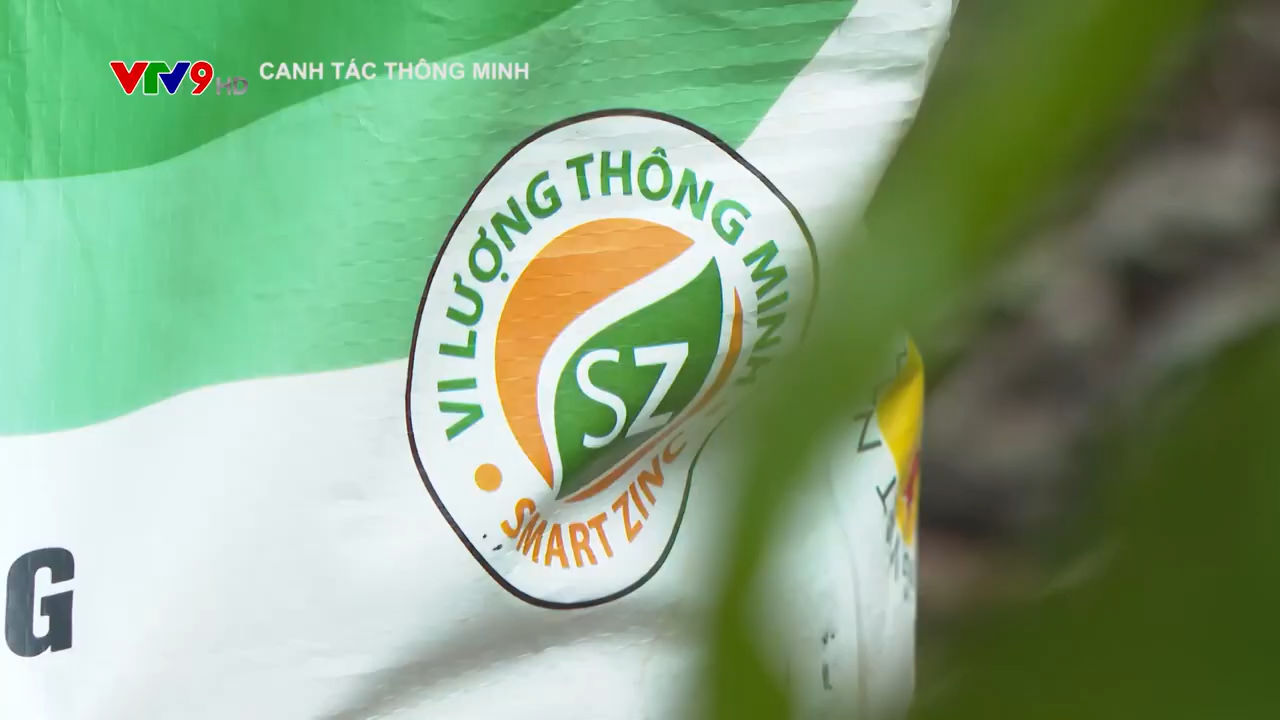 VTV9 HD CANH TÁC THÔNG MINH
VI LƯỢNG THÔNG MINH
SZ
SMART ZINC
G